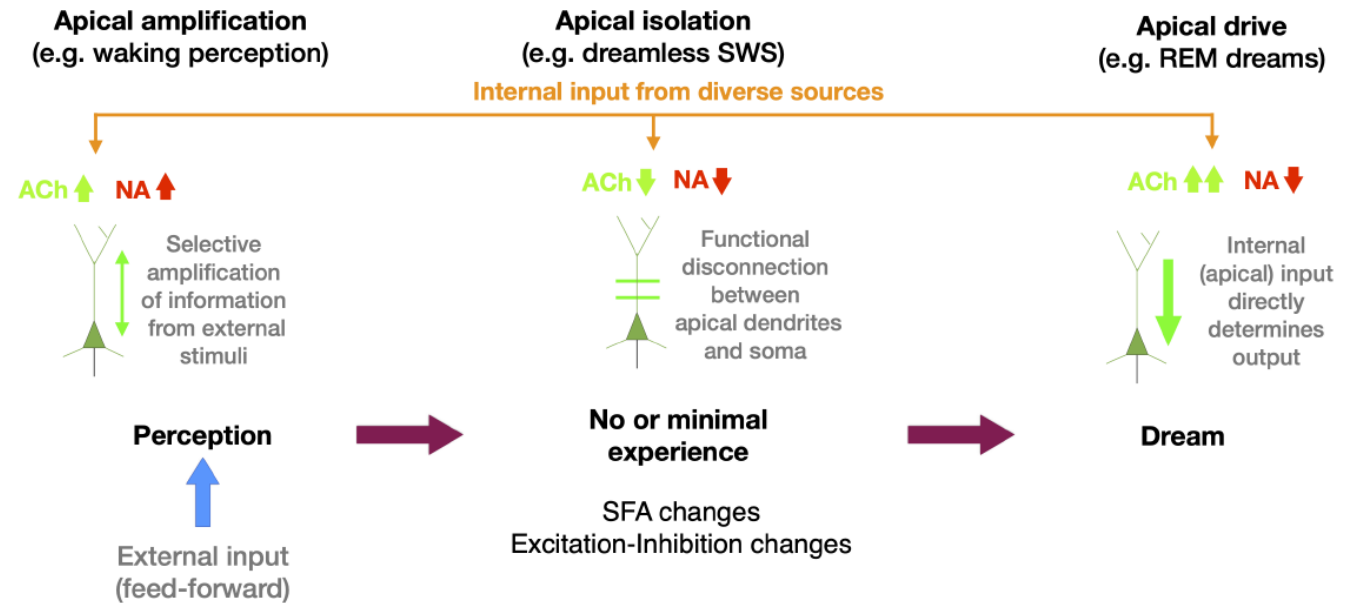 Apical amplification
(e.g. waking perception)
Apical isolation
(e.g. dreamless SWS)
Apical drive
(e.g. REM dreams)
Internal input from diverse sources
ACh NA
ACh NA
ACh NA
Selective
amplification
of information
from external
stimuli
Functional
disconnection
between
apical dendrites
and soma
Internal
(apical) input
directly
determines
output
Perception
No or minimal
experience
Dream
SFA changes
Excitation-Inhibition changes
External input
(feed-forward)